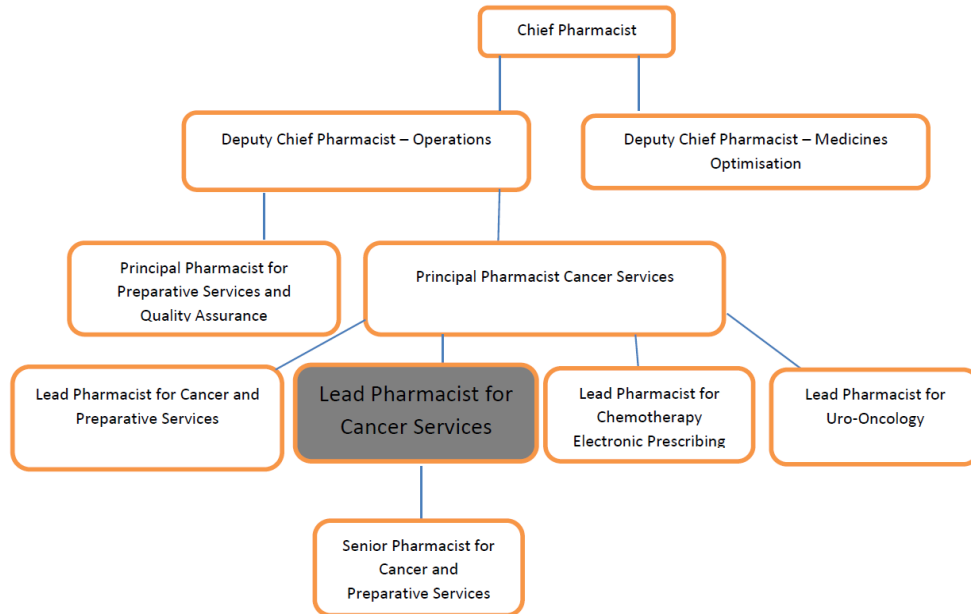 Chief Pharmacist
Deputy Chief Pharmacist – Operations
Deputy Chief Pharmacist – Medicines
Optimisation
Principal Pharmacist for
Preparative Services and
Quality Assurance
Principal Pharmacist Cancer Services
Lead Pharmacist for Cancer and
Preparative Services
Lead Pharmacist for
Cancer Services
Lead Pharmacist for
Chemotherapy
Electronic Prescribing
Lead Pharmacist for
Uro-Oncology
Senior Pharmacist for
Cancer and
Preparative Services